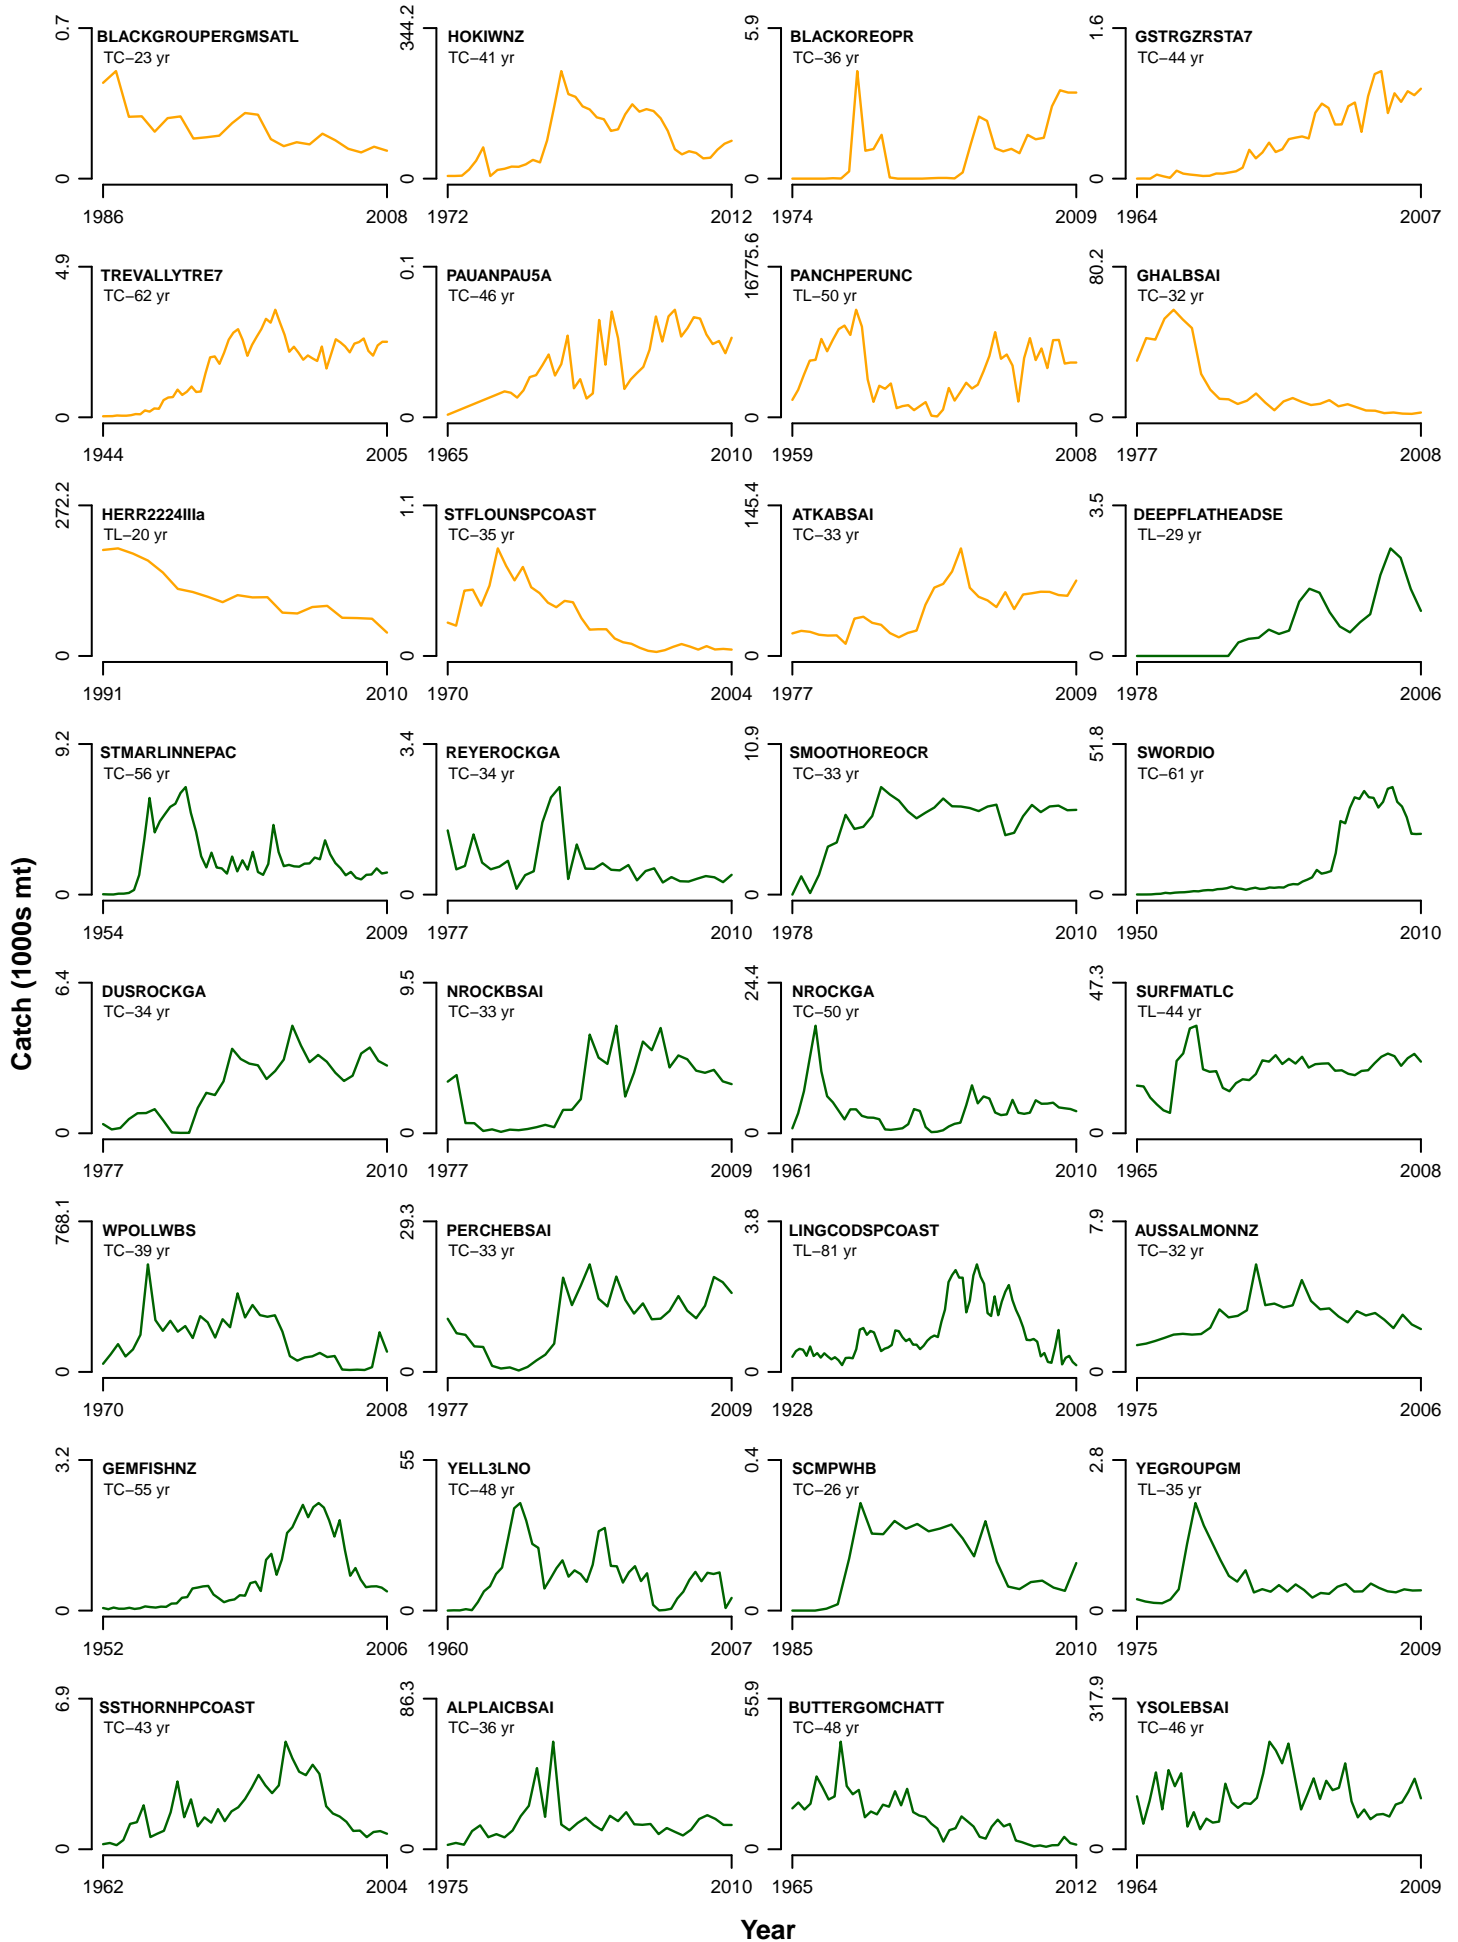 Catch (1000s mt)
BLACKGROUPERGMSATL
TC−23 yr
0.7
0
1986
2008
HOKIWNZ
TC−41 yr
344.2
0
1972
2012
BLACKOREOPR
TC−36 yr
5.9
0
1974
2009
GSTRGZRSTA7
TC−44 yr
1.6
0
1964
2007
TREVALLYTRE7
TC−62 yr
4.9
0
1944
2005
PAUANPAU5A
TC−46 yr
0.1
0
1965
2010
PANCHPERUNC
TL−50 yr
16775.6
0
1959
2008
GHALBSAI
TC−32 yr
80.2
0
1977
2008
HERR2224IIIa
TL−20 yr
272.2
0
1991
2010
STFLOUNSPCOAST
TC−35 yr
1.1
0
1970
2004
ATKABSAI
TC−33 yr
145.4
0
1977
2009
DEEPFLATHEADSE
TL−29 yr
3.5
0
1978
2006
STMARLINNEPAC
TC−56 yr
9.2
0
1954
2009
REYEROCKGA
TC−34 yr
3.4
0
1977
2010
SMOOTHOREOCR
TC−33 yr
10.9
0
1978
2010
SWORDIO
TC−61 yr
51.8
0
1950
2010
DUSROCKGA
TC−34 yr
6.4
0
1977
2010
NROCKBSAI
TC−33 yr
9.5
0
1977
2009
NROCKGA
TC−50 yr
24.4
0
1961
2010
SURFMATLC
TL−44 yr
47.3
0
1965
2008
WPOLLWBS
TC−39 yr
768.1
0
1970
2008
PERCHEBSAI
TC−33 yr
29.3
0
1977
2009
LINGCODSPCOAST
TL−81 yr
3.8
0
1928
2008
AUSSALMONNZ
TC−32 yr
7.9
0
1975
2006
GEMFISHNZ
TC−55 yr
3.2
0
1952
2006
YELL3LNO
TC−48 yr
55
0
1960
2007
SCMPWHB
TC−26 yr
0.4
0
1985
2010
YEGROUPGM
TL−35 yr
2.8
0
1975
2009
SSTHORNHPCOAST
TC−43 yr
6.9
0
1962
2004
ALPLAICBSAI
TC−36 yr
86.3
0
1975
2010
BUTTERGOMCHATT
TC−48 yr
55.9
0
1965
2012
YSOLEBSAI
TC−46 yr
317.9
0
1964
2009
Year